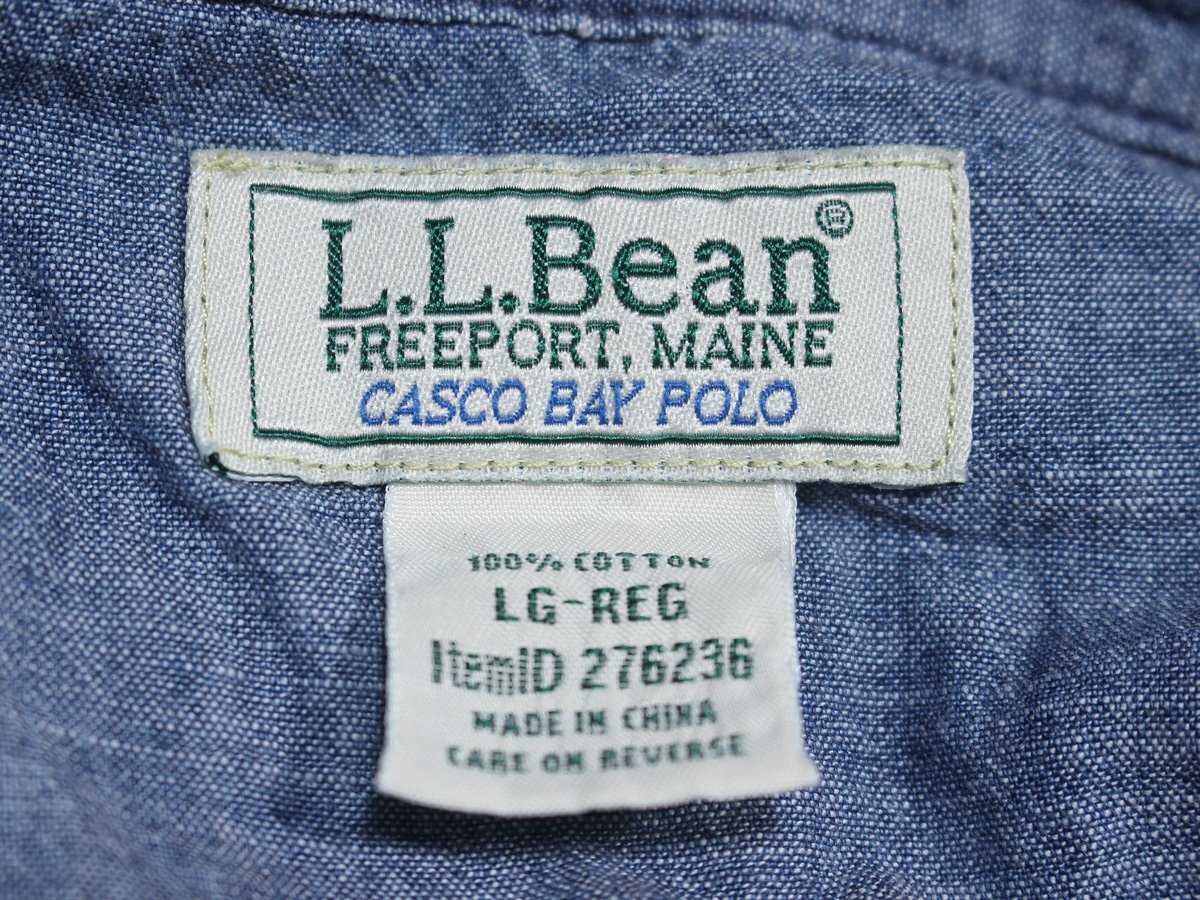 L.L.Bean®
FREEPORT, MAINE
CASCO BAY POLO
100% COTTON
LG-REG
ItemID 276236
MADE IN CHINA
CARE ON REVERSE